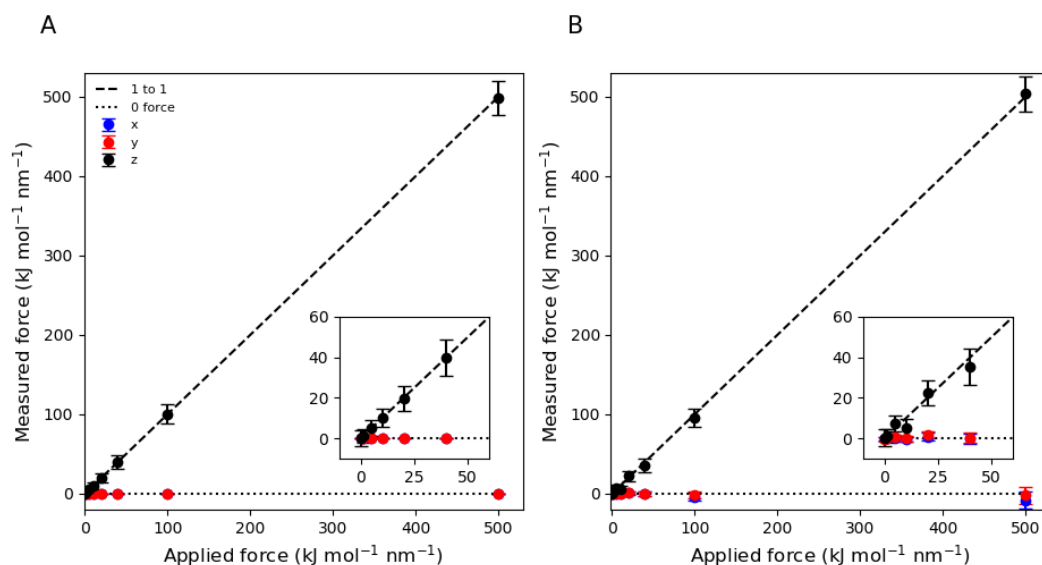 A
B
Measured force (kJ mol⁻¹ nm⁻¹)
500
400
300
200
100
0
1 to 1
0 force
x
y
z
60
40
20
0
0 25 50
0 100 200 300 400 500
Applied force (kJ mol⁻¹ nm⁻¹)
Measured force (kJ mol⁻¹ nm⁻¹)
500
400
300
200
100
0
60
40
20
0
0 25 50
0 100 200 300 400 500
Applied force (kJ mol⁻¹ nm⁻¹)